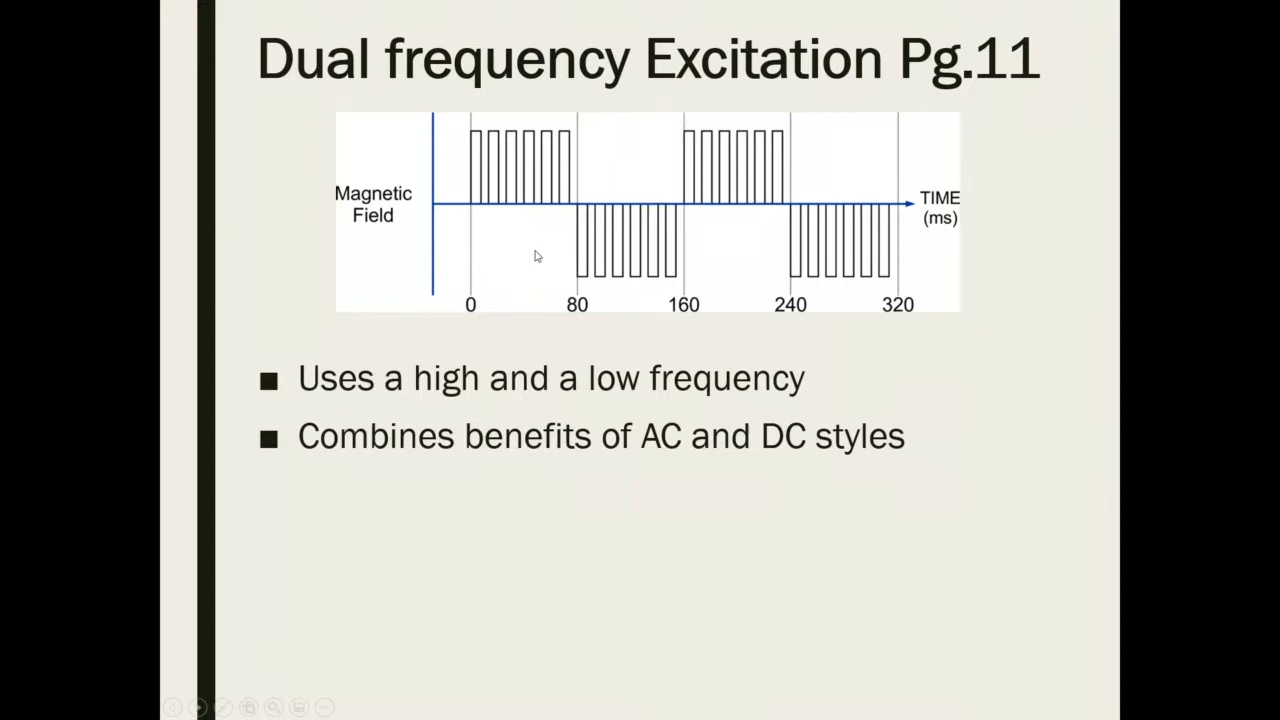 Dual frequency Excitation Pg.11
Magnetic
Field
TIME
(ms)
0 80 160 240 320
■ Uses a high and a low frequency
■ Combines benefits of AC and DC styles